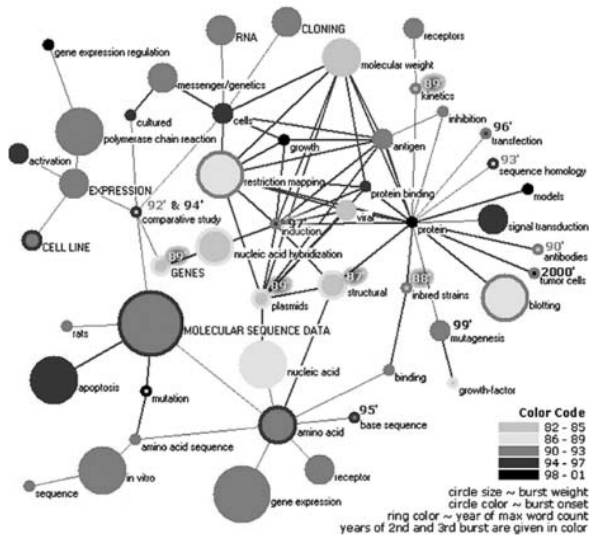 RNA
CLONING
receptors
gene expression regulation
messenger/genetics
molecular weight
89'
kinetics
cultured
cells
inhibition
polymerase chain reaction
growth
antigen
96'
transfection
activation
93'
sequence homology
restriction mapping
protein binding
EXPRESSION
models
92' & 94'
comparative study
97'
induction
viral
protein
signal transduction
CELL LINE
nucleic acid hybridization
90'
antibodies
89'
GENES
89'
plasmids
87'
structural
88'
inbred strains
2000'
tumor cells
blotting
rats
MOLECULAR SEQUENCE DATA
99'
mutagenesis
apoptosis
nucleic acid
binding
growth-factor
mutation
95'
base sequence
amino acid
amino acid sequence
Color Code
82 - 85
86 - 89
90 - 93
94 - 97
98 - 01
in vitro
receptor
sequence
gene expression
circle size ~ burst weight
circle color ~ burst onset
ring color ~ year of max word count
years of 2nd and 3rd burst are given in color